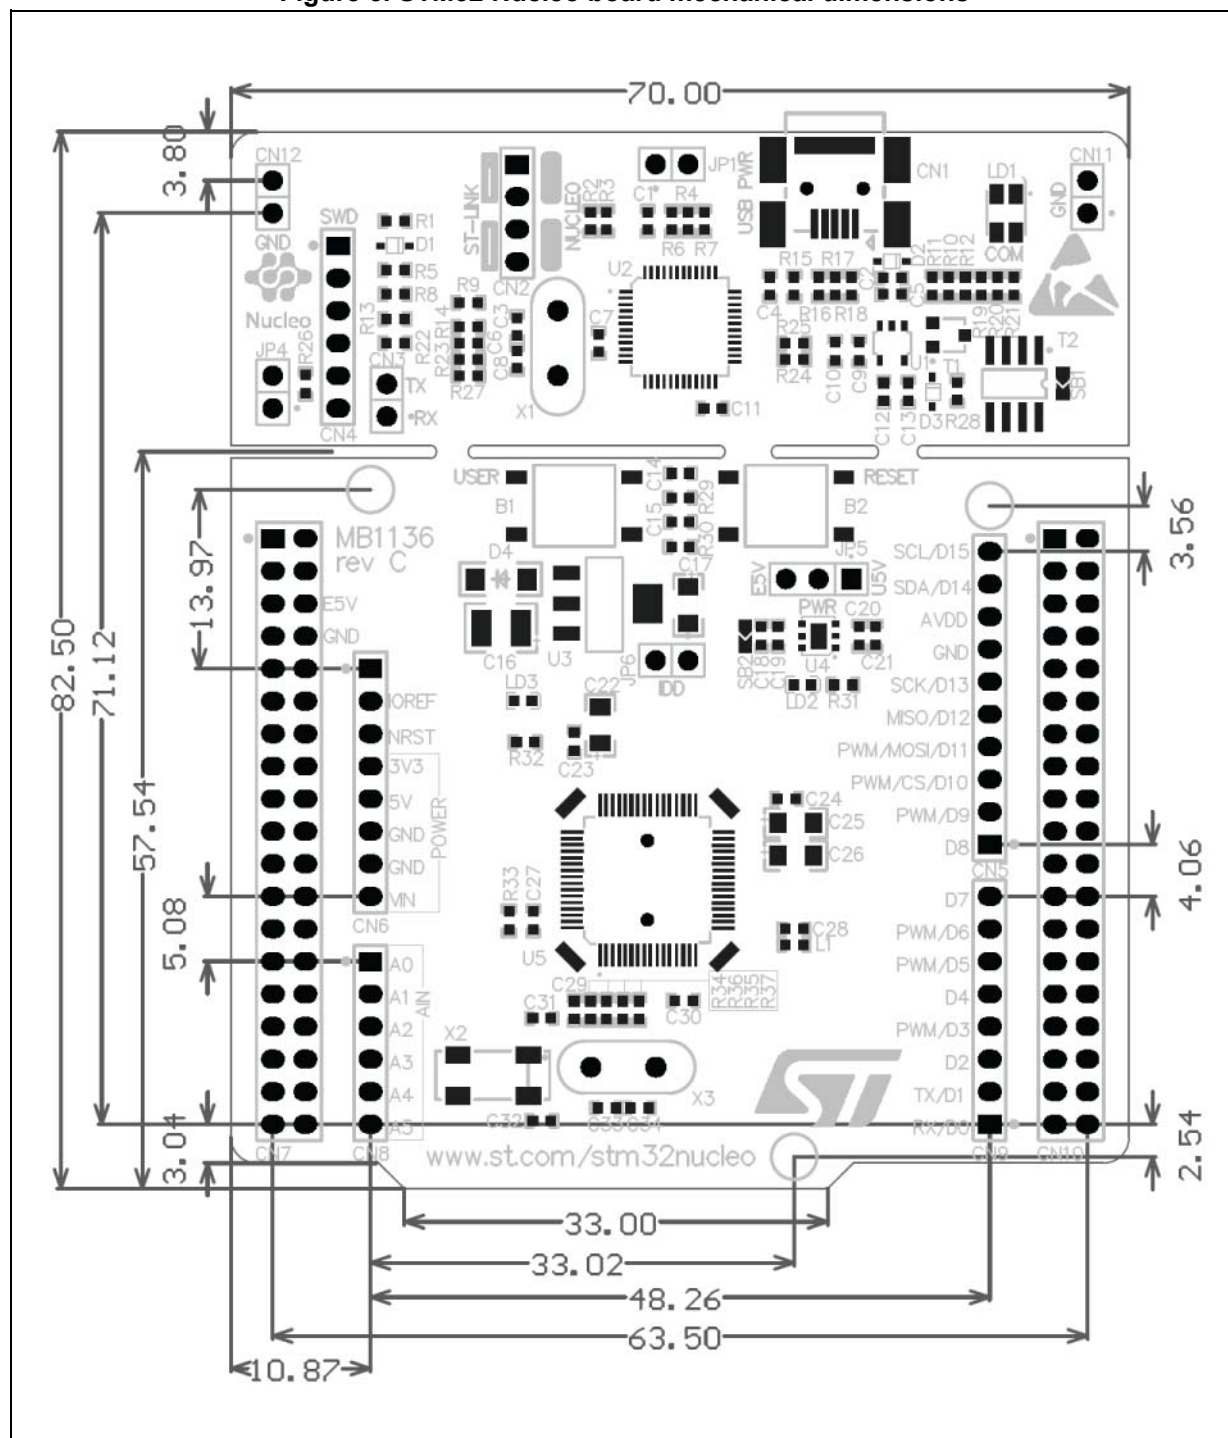 70.00
3.80
CN12
GND
SWD
R1
D1
R5
R8
R13
R22
Nucleo
JP4
R26
CN3
TX
RX
CN4
ST-LINK
NUCLEO
CN2
R2
R3
C1
JP1
R4
R6
R7
U2
R9
R14
R23
R27
C3
C6
C8
X1
C7
C11
USB PWR
CN1
LD1
COM
CN11
GND
R15
R17
C4
R16
R18
C2
D2
C5
R11
R10
R12
R19
R20
R21
R25
R24
C10
C9
U1
T1
T2
SB1
C12
C13
D3
R28
82.50
71.12
57.54
13.97
5.08
3.04
USER
B1
C14
R29
C15
R30
B2
RESET
MB1136
rev C
D4
C17
E5V
JP5
U5V
PWR
C16
U3
JP6
IDD
SB2
C18
C19
U4
C20
C21
LD3
C22
LD2
R31
R32
C23
E5V
GND
IOREF
NRST
3V3
5V
GND
GND
VIN
POWER
CN6
A0
A1
A2
A3
A4
A5
AIN
CN7
CN8
C24
C25
C26
R33
C27
U5
C28
L1
C29
R34
R36
R35
R37
C31
C30
X2
X3
C32
C33
C34
ST
www.st.com/stm32nucleo
SCL/D15
SDA/D14
AVDD
GND
SCK/D13
MISO/D12
PWM/MOSI/D11
PWM/CS/D10
PWM/D9
D8
CN5
D7
PWM/D6
PWM/D5
D4
PWM/D3
D2
TX/D1
RX/D0
CN9
CN10
3.56
4.06
2.54
33.00
33.02
48.26
63.50
10.87